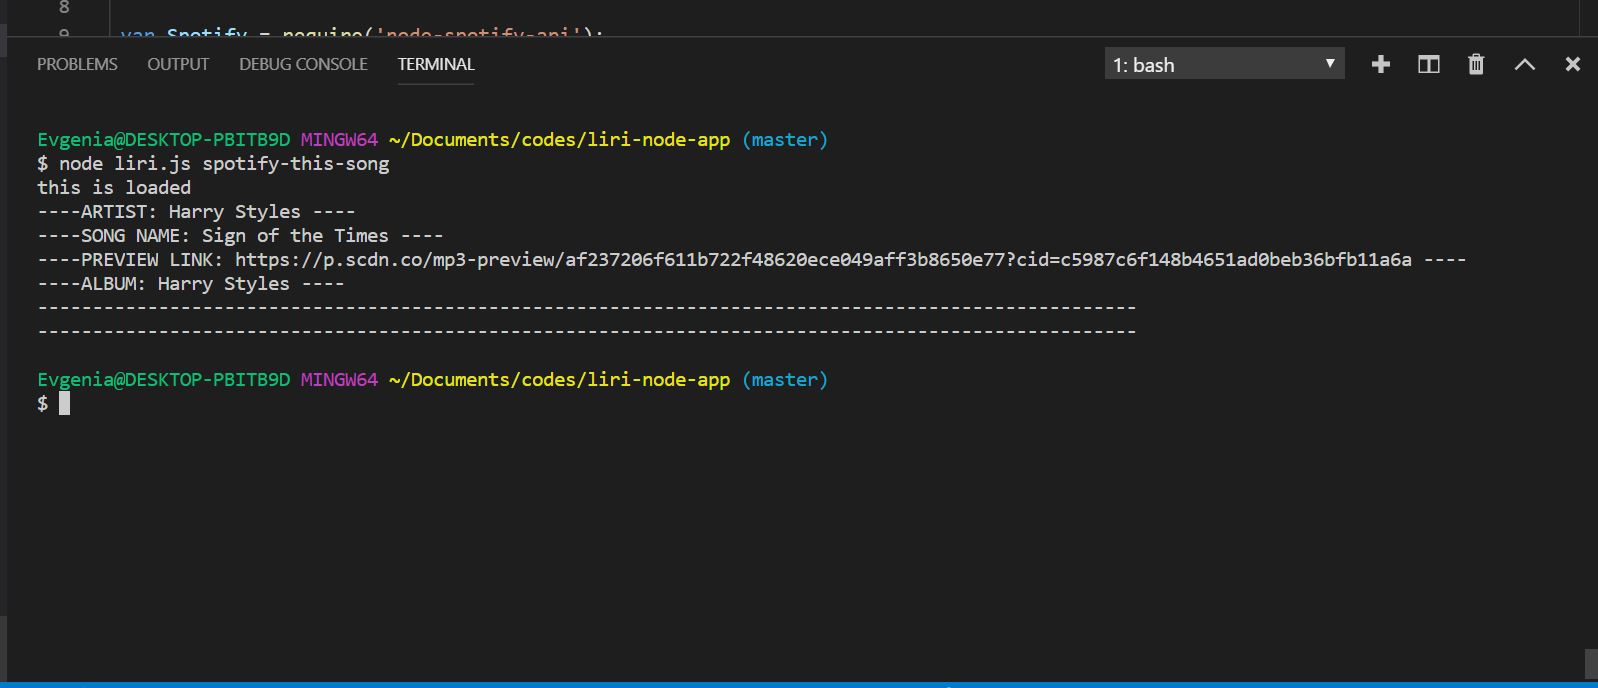 8
9 var Spotify = require('node-spotify-api');
PROBLEMS OUTPUT DEBUG CONSOLE TERMINAL 1: bash
Evgenia@DESKTOP-PBITB9D MINGW64 ~/Documents/codes/liri-node-app (master)
$ node liri.js spotify-this-song
this is loaded
----ARTIST: Harry Styles ----
----SONG NAME: Sign of the Times ----
----PREVIEW LINK: https://p.scdn.co/mp3-preview/af237206f611b722f48620ece049aff3b8650e77?cid=c5987c6f148b4651ad0beb36bfb11a6a ----
----ALBUM: Harry Styles ----
----------------------------------------------------------------------------------------------------
----------------------------------------------------------------------------------------------------
Evgenia@DESKTOP-PBITB9D MINGW64 ~/Documents/codes/liri-node-app (master)
$